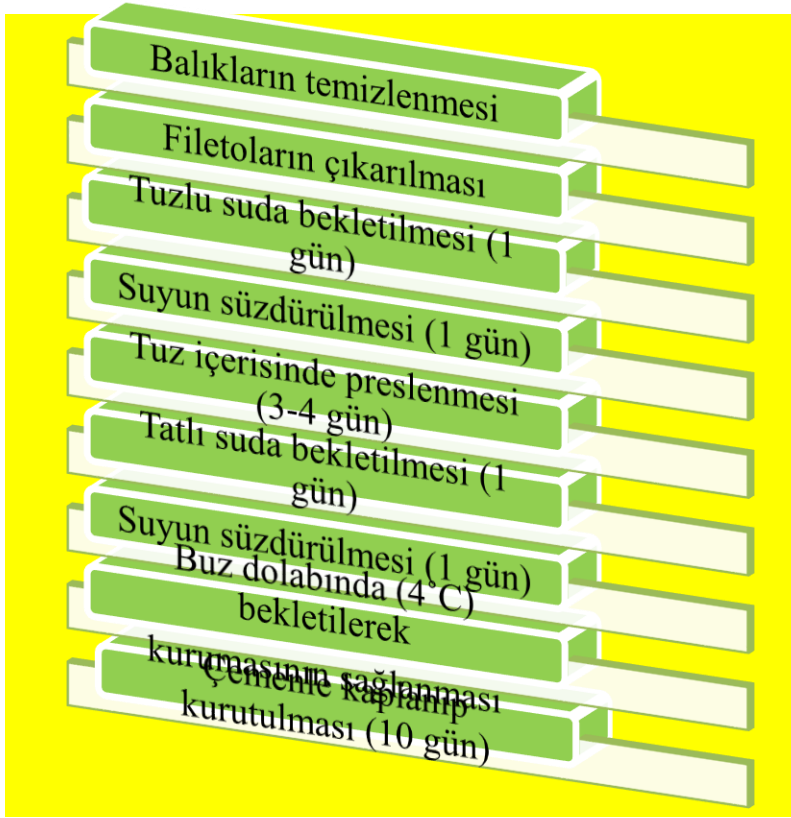 Balıkların temizlenmesi
Filetoların çıkarılması
Tuzlu suda bekletilmesi (1
gün)
Suyun süzdürülmesi (1 gün)
Tuz içerisinde preslenmesi
(3-4 gün)
Tatlı suda bekletilmesi (1
gün)
Suyun süzdürülmesi (1 gün)
Buz dolabında (4°C)
bekletilerek
kurumasının sağlanması
Çemenle kaplanıp
kurutulması (10 gün)